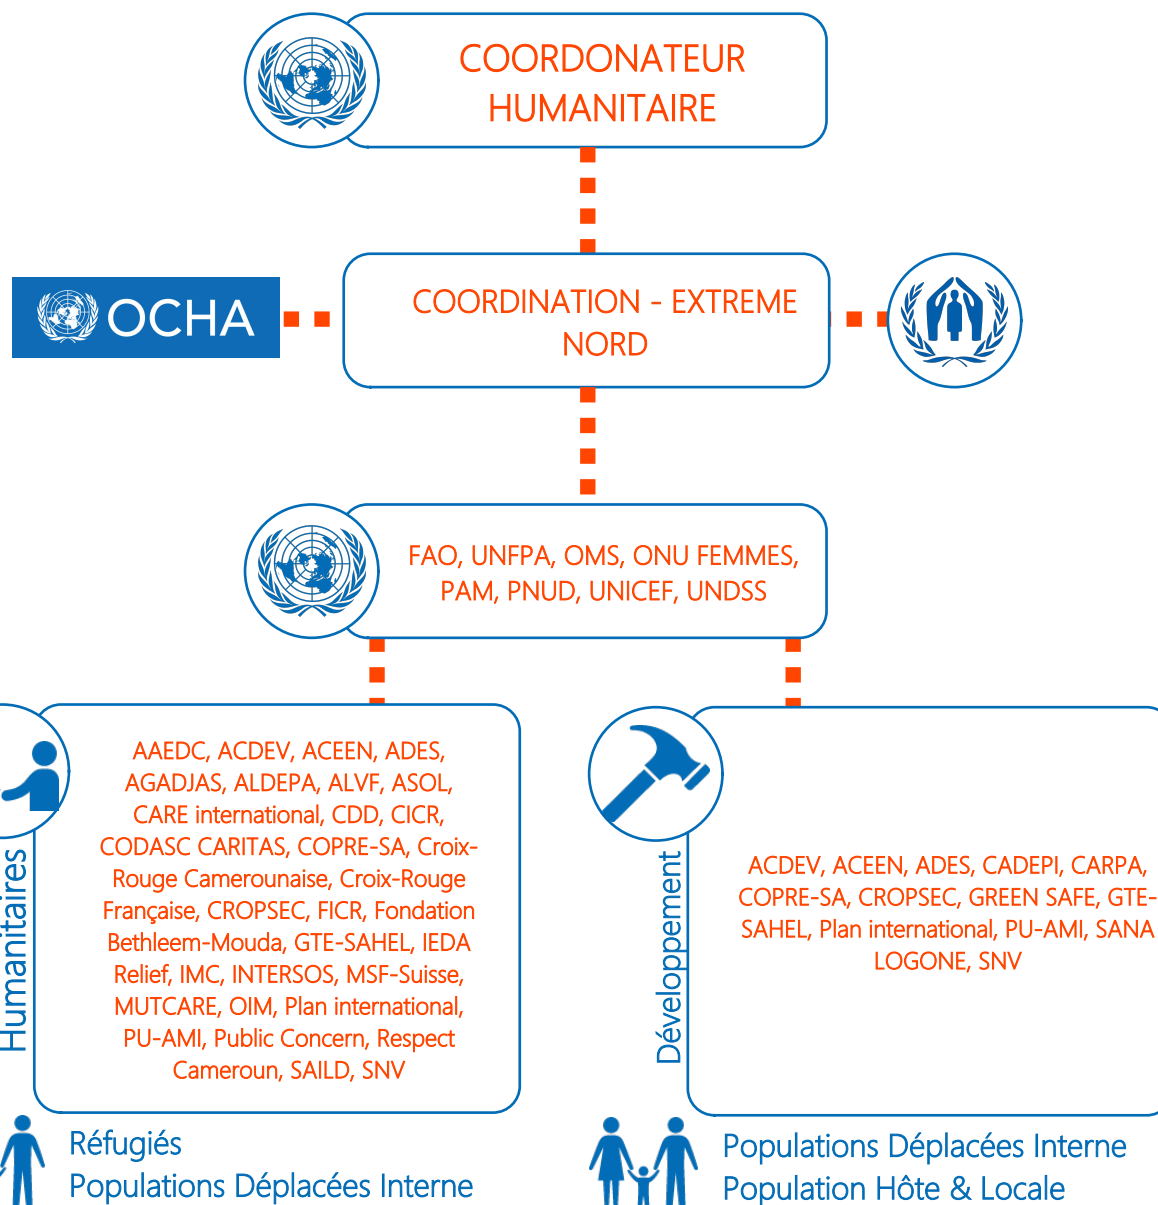 COORDONATEUR
HUMANITAIRE
OCHA
COORDINATION - EXTREME
NORD
FAO, UNFPA, OMS, ONU FEMMES,
PAM, PNUD, UNICEF, UNDSS
Humanitaires
AAEDC, ACDEV, ACEEN, ADES,
AGADJAS, ALDEPA, ALVF, ASOL,
CARE international, CDD, CICR,
CODASC CARITAS, COPRE-SA, Croix-
Rouge Camerounaise, Croix-Rouge
Française, CROPSEC, FICR, Fondation
Bethleem-Mouda, GTE-SAHEL, IEDA
Relief, IMC, INTERSOS, MSF-Suisse,
MUTCARE, OIM, Plan international,
PU-AMI, Public Concern, Respect
Cameroun, SAILD, SNV
Réfugiés
Populations Déplacées Interne
Développement
ACDEV, ACEEN, ADES, CADEPI, CARPA,
COPRE-SA, CROPSEC, GREEN SAFE, GTE-
SAHEL, Plan international, PU-AMI, SANA
LOGONE, SNV
Populations Déplacées Interne
Population Hôte & Locale